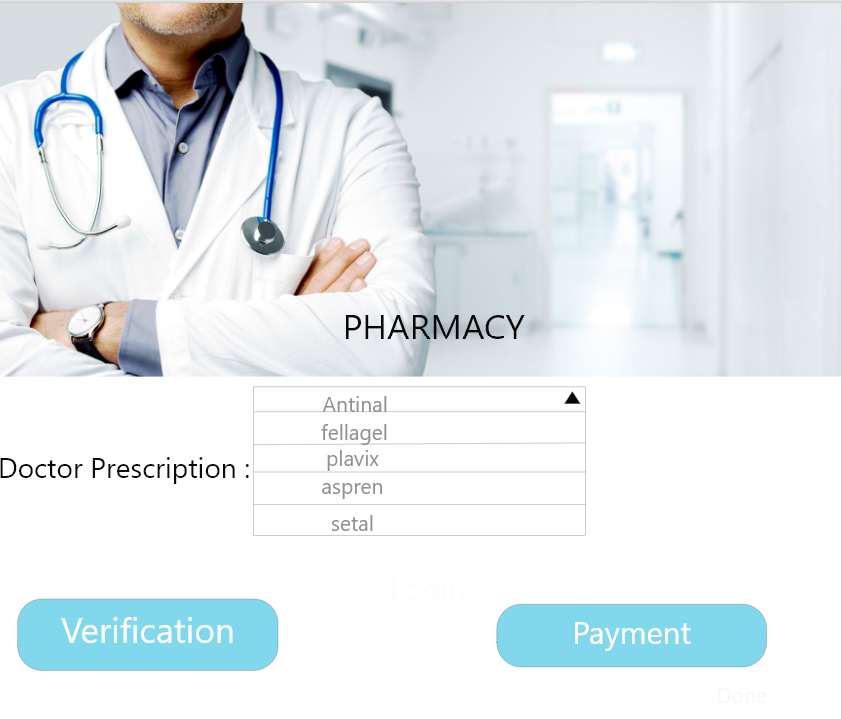 PHARMACY
Antinal
fellagel
plavix
Doctor Prescription :
aspren
setal
Login
Verification
Payment
Done